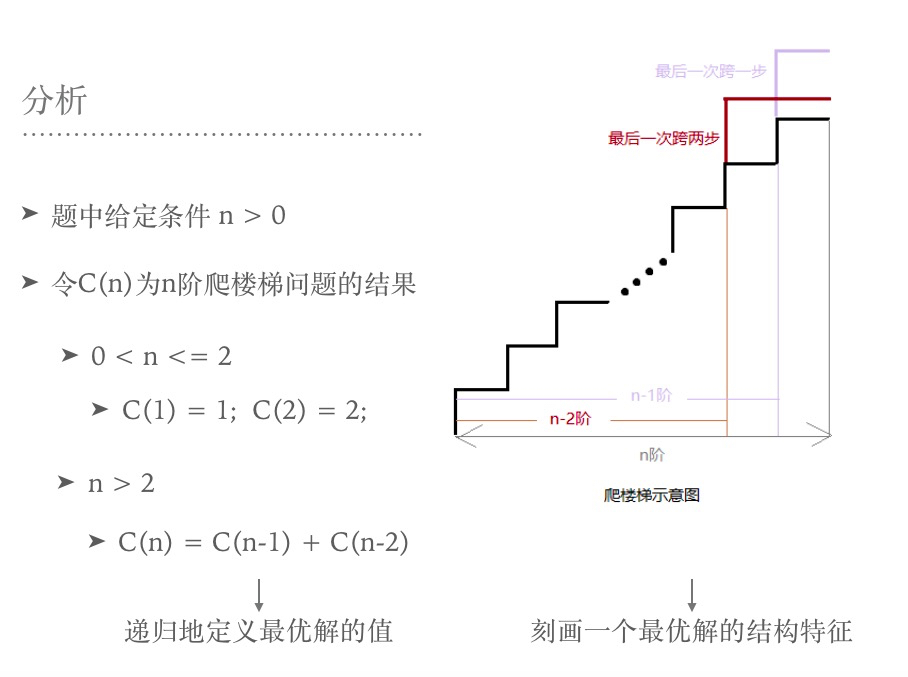 分析
题中给定条件 n > 0
令C(n)为n阶爬楼梯问题的结果
0 < n <= 2
C(1) = 1; C(2) = 2;
n > 2
C(n) = C(n-1) + C(n-2)
递归地定义最优解的值
最后一次跨一步
最后一次跨两步
n-1阶
n-2阶
n阶
爬楼梯示意图
刻画一个最优解的结构特征